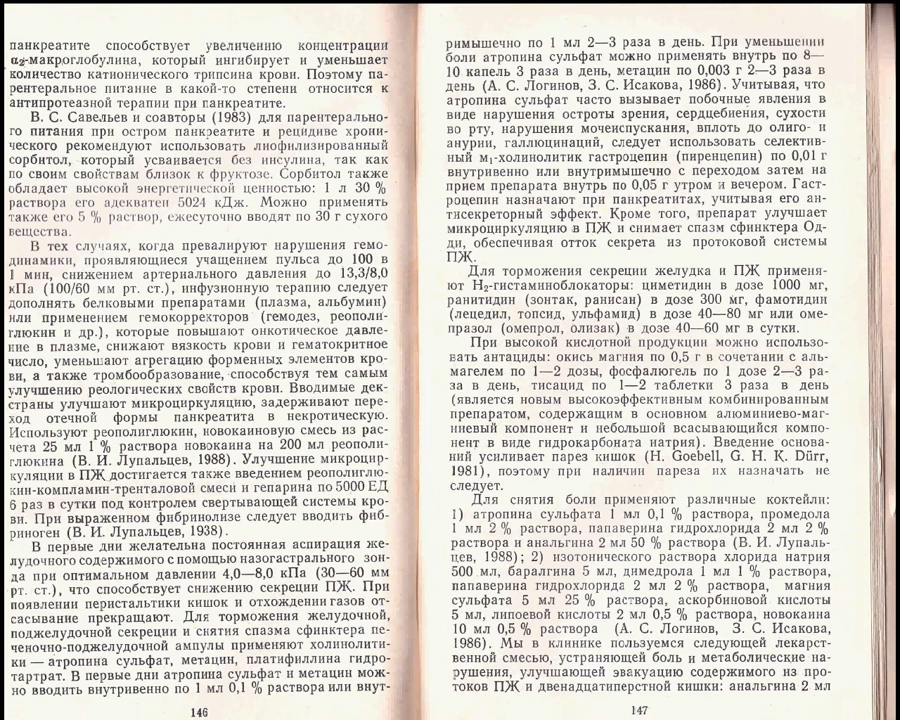 панкреатите способствует увеличению концентрации
α₂-макроглобулина, который ингибирует и уменьшает
количество катионического трипсина крови. Поэтому па-
рентеральное питание в какой-то степени относится к
антипротеазной терапии при панкреатите.
В. С. Савельев и соавторы (1983) для парентерально-
го питания при остром панкреатите и рецидиве хрони-
ческого рекомендуют использовать лиофилизированный
сорбитол, который усваивается без инсулина, так как
по своим свойствам близок к фруктозе. Сорбитол также
обладает высокой энергетической ценностью: 1 л 30 %
раствора его адекватен 5024 кДж. Можно применять
также его 5 % раствор, ежесуточно вводят по 30 г сухого
вещества.
В тех случаях, когда превалируют нарушения гемо-
динамики, проявляющиеся учащением пульса до 100 в
1 мин, снижением артериального давления до 13,3/8,0
кПа (100/60 мм рт. ст.), инфузионную терапию следует
дополнять белковыми препаратами (плазма, альбумин)
или применением гемокорректоров (гемодез, реополи-
глюкин и др.), которые повышают онкотическое давле-
ние в плазме, снижают вязкость крови и гематокритное
число, уменьшают агрегацию форменных элементов кро-
ви, а также тромбообразование, способствуя тем самым
улучшению реологических свойств крови. Вводимые дек-
страны улучшают микроциркуляцию, задерживают пере-
ход отечной формы панкреатита в некротическую.
Используют реополиглюкин, новокаиновую смесь из рас-
чета 25 мл 1 % раствора новокаина на 200 мл реополи-
глюкина (В. И. Лупальцев, 1988). Улучшение микроцир-
куляции в ПЖ достигается также введением реополиглю-
кин-компламин-тренталовой смеси и гепарина по 5000 ЕД
6 раз в сутки под контролем свертывающей системы кро-
ви. При выраженном фибринолизе следует вводить фиб-
риноген (В. И. Лупальцев, 1938).
В первые дни желательна постоянная аспирация же-
лудочного содержимого с помощью назогастрального зон-
да при оптимальном давлении 4,0—8,0 кПа (30—60 мм
рт. ст.), что способствует снижению секреции ПЖ. При
появлении перистальтики кишок и отхождении газов от-
сасывание прекращают. Для торможения желудочной,
поджелудочной секреции и снятия спазма сфинктера пе-
ченочно-поджелудочной ампулы применяют холинолити-
ки — атропина сульфат, метацин, платифиллина гидро-
тартрат. В первые дни атропина сульфат и метацин мож-
но вводить внутривенно по 1 мл 0,1 % раствора или внут-
146
римышечно по 1 мл 2—3 раза в день. При уменьшении
боли атропина сульфат можно применять внутрь по 8—
10 капель 3 раза в день, метацин по 0,003 г 2—3 раза в
день (А. С. Логинов, З. С. Исакова, 1986). Учитывая, что
атропина сульфат часто вызывает побочные явления в
виде нарушения остроты зрения, сердцебиения, сухости
во рту, нарушения мочеиспускания, вплоть до олиго- и
анурии, галлюцинаций, следует использовать селектив-
ный м₁-холинолитик гастроцепин (пиренцепин) по 0,01 г
внутривенно или внутримышечно с переходом затем на
прием препарата внутрь по 0,05 г утром и вечером. Гаст-
роцепин назначают при панкреатитах, учитывая его ан-
тисекреторный эффект. Кроме того, препарат улучшает
микроциркуляцию в ПЖ и снимает спазм сфинктера Од-
ди, обеспечивая отток секрета из протоковой системы
ПЖ.
Для торможения секреции желудка и ПЖ применя-
ют Н₂-гистаминоблокаторы: циметидин в дозе 1000 мг,
ранитидин (зонтак, ранисан) в дозе 300 мг, фамотидин
(лецедил, топсид, ульфамид) в дозе 40—80 мг или оме-
празол (омепрол, олизак) в дозе 40—60 мг в сутки.
При высокой кислотной продукции можно использо-
вать антациды: окись магния по 0,5 г в сочетании с аль-
магелем по 1—2 дозы, фосфалюгель по 1 дозе 2—3 ра-
за в день, тисацид по 1—2 таблетки 3 раза в день
(является новым высокоэффективным комбинированным
препаратом, содержащим в основном алюминиево-маг-
ниевый компонент и небольшой всасывающийся компо-
нент в виде гидрокарбоната натрия). Введение основа-
ний усиливает парез кишок (H. Goebell, G. H. K. Dürr,
1981), поэтому при наличии пареза их назначать не
следует.
Для снятия боли применяют различные коктейли:
1) атропина сульфата 1 мл 0,1 % раствора, промедола
1 мл 2 % раствора, папаверина гидрохлорида 2 мл 2 %
раствора и анальгина 2 мл 50 % раствора (В. И. Лупаль-
цев, 1988); 2) изотонического раствора хлорида натрия
500 мл, баралгина 5 мл, димедрола 1 мл 1 % раствора,
папаверина гидрохлорида 2 мл 2 % раствора, магния
сульфата 5 мл 25 % раствора, аскорбиновой кислоты
5 мл, липоевой кислоты 2 мл 0,5 % раствора, новокаина
10 мл 0,5 % раствора (А. С. Логинов, З. С. Исакова,
1986). Мы в клинике пользуемся следующей лекарст-
венной смесью, устраняющей боль и метаболические на-
рушения, улучшающей эвакуацию содержимого из про-
токов ПЖ и двенадцатиперстной кишки: анальгина 2 мл
147